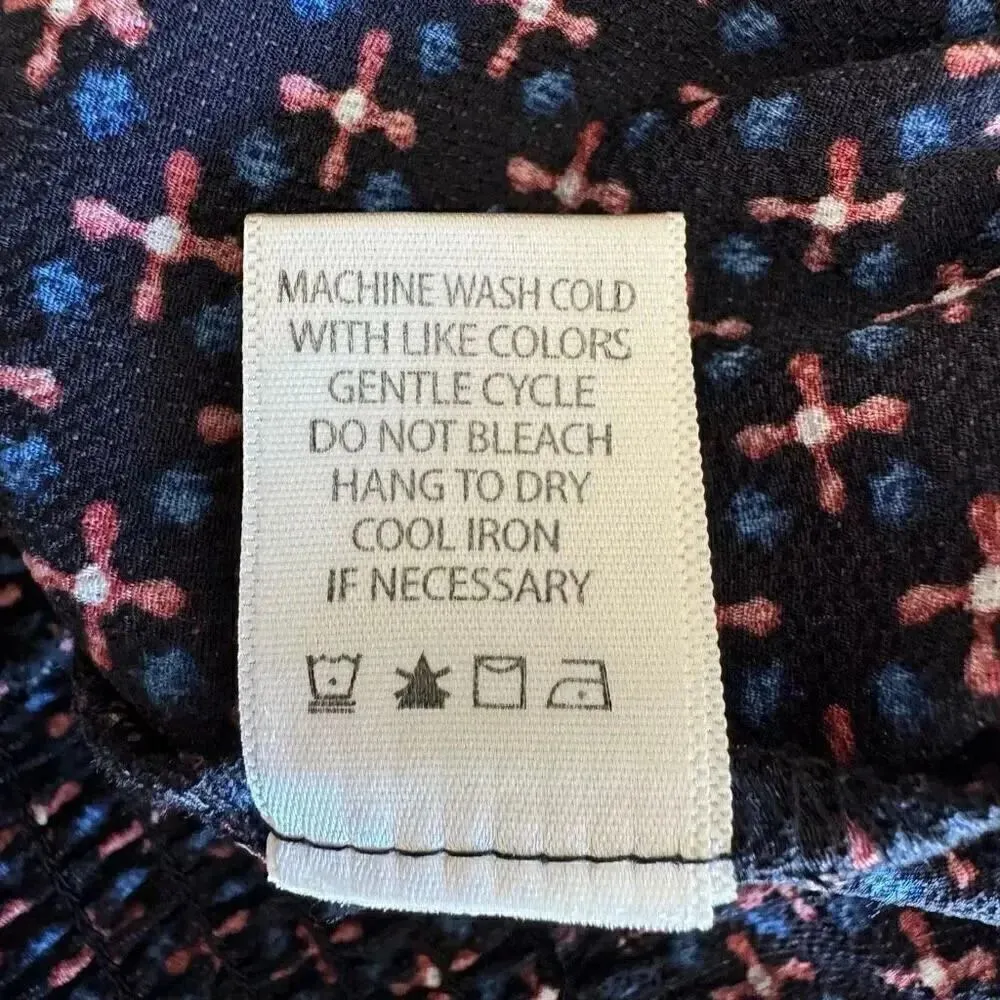 MACHINE WASH COLD
WITH LIKE COLORS
GENTLE CYCLE
DO NOT BLEACH
HANG TO DRY
COOL IRON
IF NECESSARY